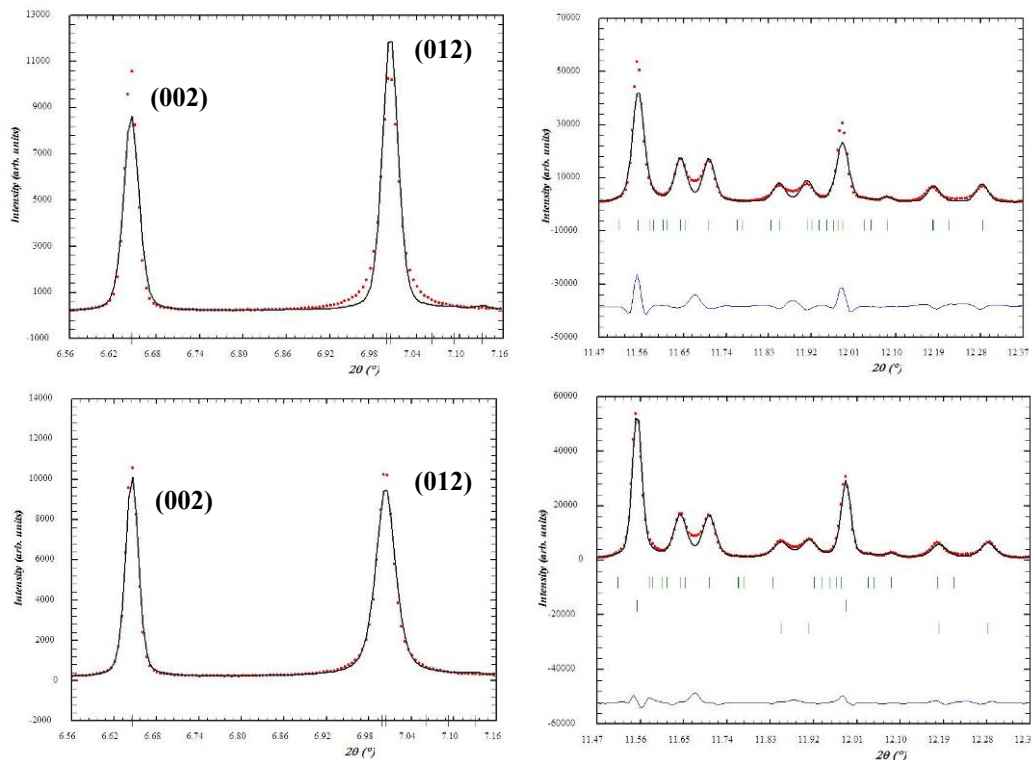 13000
11000
9000
7000
5000
3000
1000
-1000
Intensity (arb. units)
(002)
(012)
6.56 6.62 6.68 6.74 6.80 6.86 6.92 6.98 7.04 7.10 7.16
2θ (°)
70000
50000
30000
10000
-10000
-30000
-50000
Intensity (arb. units)
11.47 11.56 11.65 11.74 11.83 11.92 12.01 12.10 12.19 12.28 12.37
2θ (°)
14000
12000
10000
8000
6000
4000
2000
0
-2000
Intensity (arb. units)
(002)
(012)
6.56 6.62 6.68 6.74 6.80 6.86 6.92 6.98 7.04 7.10 7.16
2θ (°)
60000
40000
20000
0
-20000
-40000
-60000
Intensity (arb. units)
11.47 11.56 11.65 11.74 11.83 11.92 12.01 12.10 12.19 12.28 12.3
2θ (°)